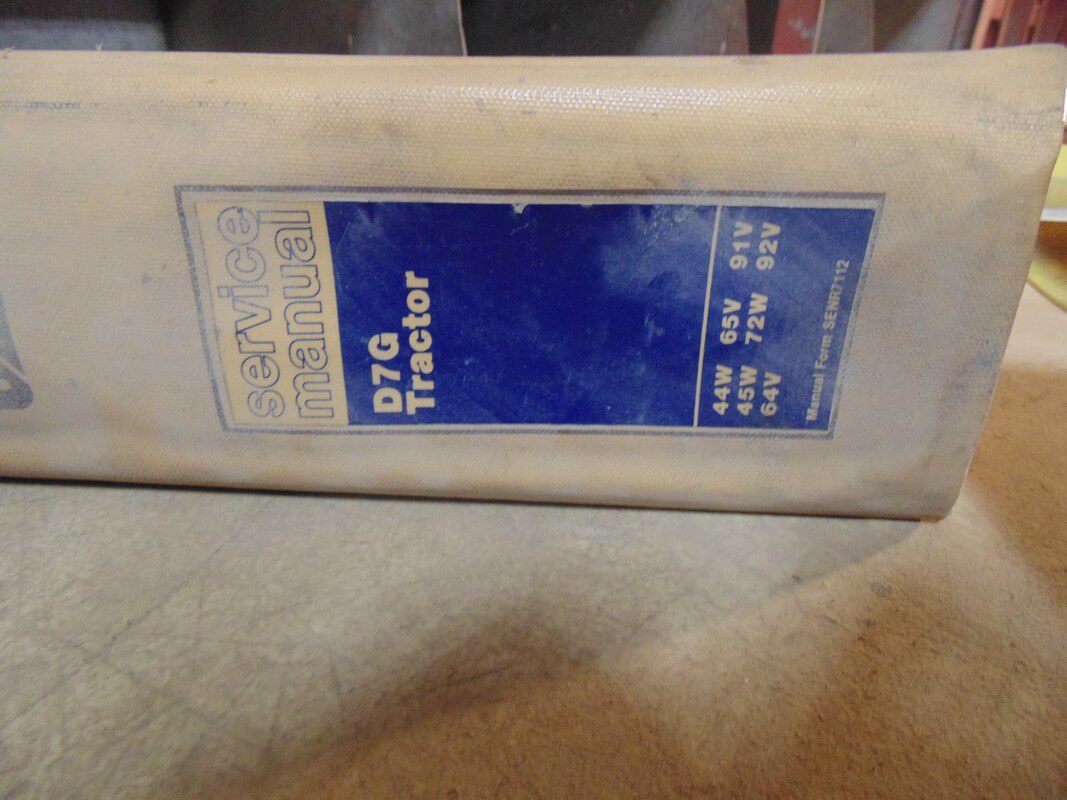 service
manual
D7G
Tractor
44W 65V 91V
45W 72W 92V
64V
Manual Form SENR7112